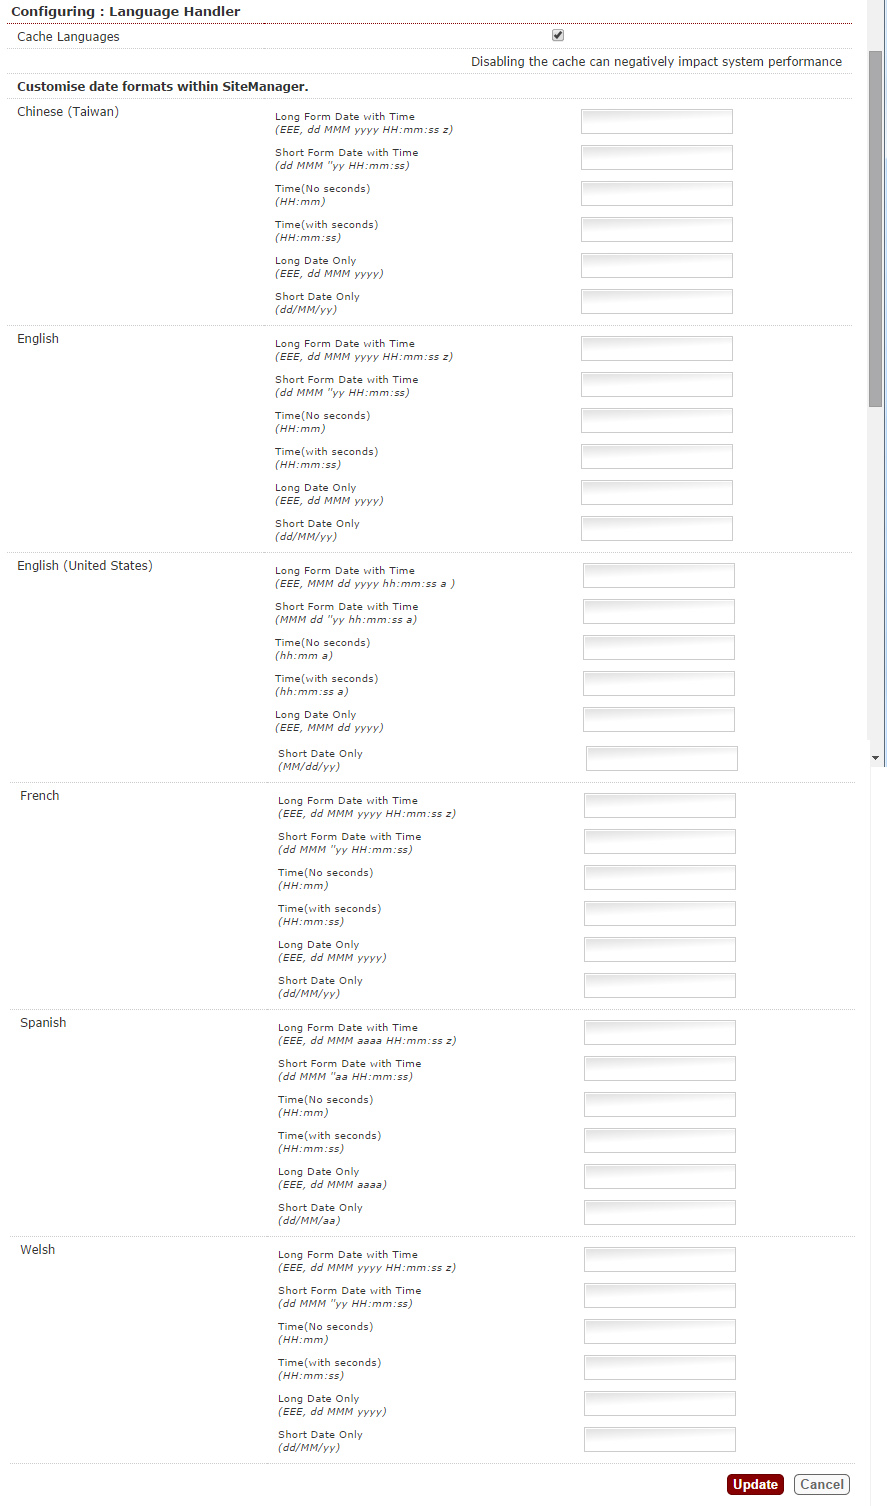 Configuring : Language Handler
Cache Languages
Disabling the cache can negatively impact system performance
Customise date formats within SiteManager.
Chinese (Taiwan)
Long Form Date with Time
(EEE, dd MMM yyyy HH:mm:ss z)
Short Form Date with Time
(dd MMM ''yy HH:mm:ss)
Time(No seconds)
(HH:mm)
Time(with seconds)
(HH:mm:ss)
Long Date Only
(EEE, dd MMM yyyy)
Short Date Only
(dd/MM/yy)
English
Long Form Date with Time
(EEE, dd MMM yyyy HH:mm:ss z)
Short Form Date with Time
(dd MMM ''yy HH:mm:ss)
Time(No seconds)
(HH:mm)
Time(with seconds)
(HH:mm:ss)
Long Date Only
(EEE, dd MMM yyyy)
Short Date Only
(dd/MM/yy)
English (United States)
Long Form Date with Time
(EEE, MMM dd yyyy hh:mm:ss a )
Short Form Date with Time
(MMM dd ''yy hh:mm:ss a)
Time(No seconds)
(hh:mm a)
Time(with seconds)
(hh:mm:ss a)
Long Date Only
(EEE, MMM dd yyyy)
Short Date Only
(MM/dd/yy)
French
Long Form Date with Time
(EEE, dd MMM yyyy HH:mm:ss z)
Short Form Date with Time
(dd MMM ''yy HH:mm:ss)
Time(No seconds)
(HH:mm)
Time(with seconds)
(HH:mm:ss)
Long Date Only
(EEE, dd MMM yyyy)
Short Date Only
(dd/MM/yy)
Spanish
Long Form Date with Time
(EEE, dd MMM aaaa HH:mm:ss z)
Short Form Date with Time
(dd MMM ''aa HH:mm:ss)
Time(No seconds)
(HH:mm)
Time(with seconds)
(HH:mm:ss)
Long Date Only
(EEE, dd MMM aaaa)
Short Date Only
(dd/MM/aa)
Welsh
Long Form Date with Time
(EEE, dd MMM yyyy HH:mm:ss z)
Short Form Date with Time
(dd MMM ''yy HH:mm:ss)
Time(No seconds)
(HH:mm)
Time(with seconds)
(HH:mm:ss)
Long Date Only
(EEE, dd MMM yyyy)
Short Date Only
(dd/MM/yy)
Update Cancel